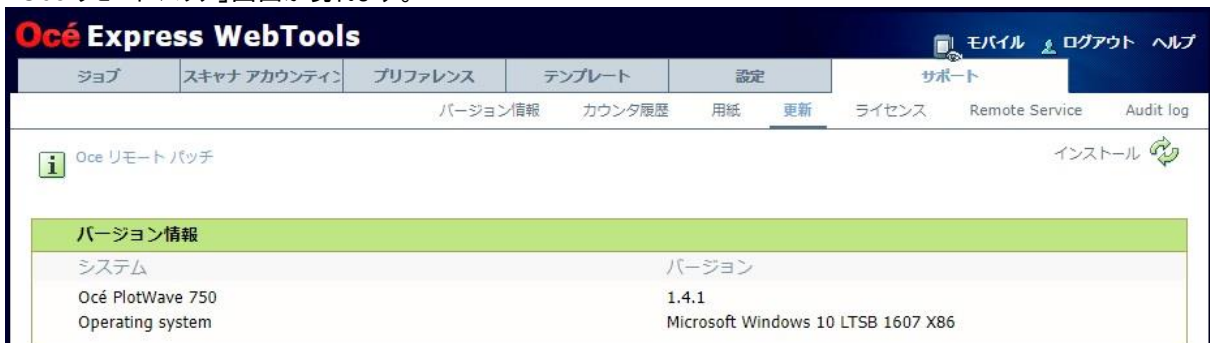 Océ Express WebTools
モバイル ログアウト ヘルプ
ジョブ スキャナ アカウンティン プリファレンス テンプレート 設定 サポート
バージョン情報 カウンタ履歴 用紙 更新 ライセンス Remote Service Audit log
Oce リモート パッチ インストール
バージョン情報
システム バージョン
Océ PlotWave 750 1.4.1
Operating system Microsoft Windows 10 LTSB 1607 X86